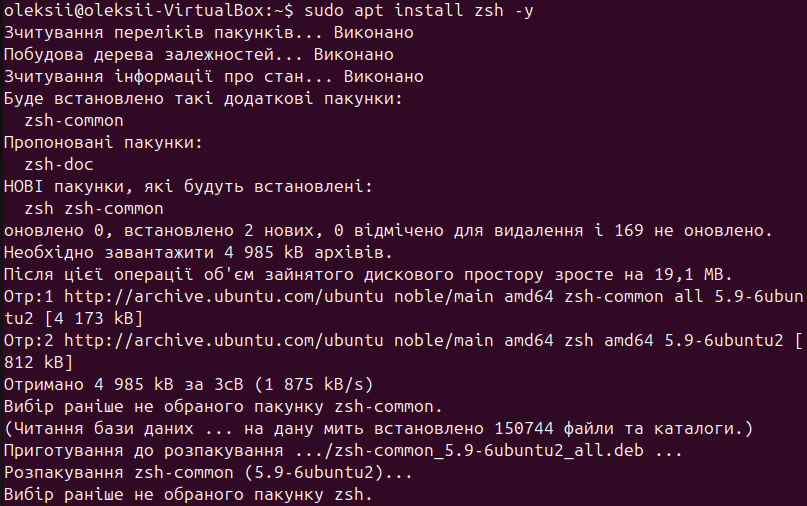 oleksii@oleksii-VirtualBox:~$ sudo apt install zsh -y
Зчитування переліків пакунків... Виконано
Побудова дерева залежностей... Виконано
Зчитування інформації про стан... Виконано
Буде встановлено такі додаткові пакунки:
  zsh-common
Пропоновані пакунки:
  zsh-doc
НОВІ пакунки, які будуть встановлені:
  zsh zsh-common
оновлено 0, встановлено 2 нових, 0 відмічено для видалення і 169 не оновлено.
Необхідно завантажити 4 985 kB архівів.
Після цієї операції об'єм зайнятого дискового простору зросте на 19,1 MB.
Отр:1 http://archive.ubuntu.com/ubuntu noble/main amd64 zsh-common all 5.9-6ubun
tu2 [4 173 kB]
Отр:2 http://archive.ubuntu.com/ubuntu noble/main amd64 zsh amd64 5.9-6ubuntu2 [
812 kB]
Отримано 4 985 kB за 3сВ (1 875 kB/s)
Вибір раніше не обраного пакунку zsh-common.
(Читання бази даних ... на дану мить встановлено 150744 файли та каталоги.)
Приготування до розпакування .../zsh-common_5.9-6ubuntu2_all.deb ...
Розпакування zsh-common (5.9-6ubuntu2)...
Вибір раніше не обраного пакунку zsh.